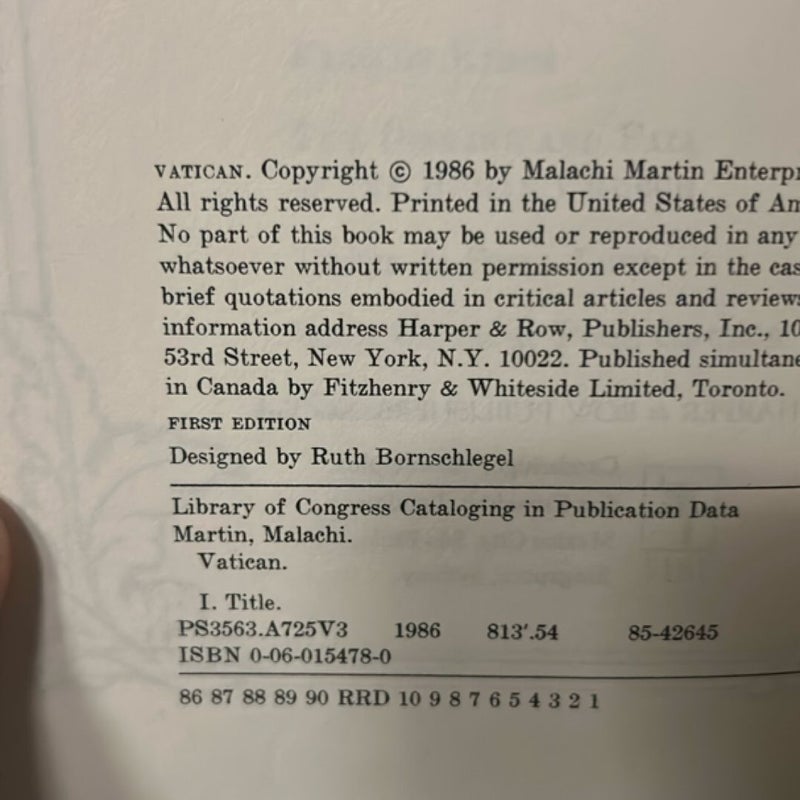 VATICAN. Copyright © 1986 by Malachi Martin Enterpr
All rights reserved. Printed in the United States of Am
No part of this book may be used or reproduced in any
whatsoever without written permission except in the cas
brief quotations embodied in critical articles and reviews
information address Harper & Row, Publishers, Inc., 10
53rd Street, New York, N.Y. 10022. Published simultane
in Canada by Fitzhenry & Whiteside Limited, Toronto.
FIRST EDITION
Designed by Ruth Bornschlegel
Library of Congress Cataloging in Publication Data
Martin, Malachi.
Vatican.
I. Title.
PS3563.A725V3 1986 813'.54 85-42645
ISBN 0-06-015478-0
86 87 88 89 90 RRD 10 9 8 7 6 5 4 3 2 1